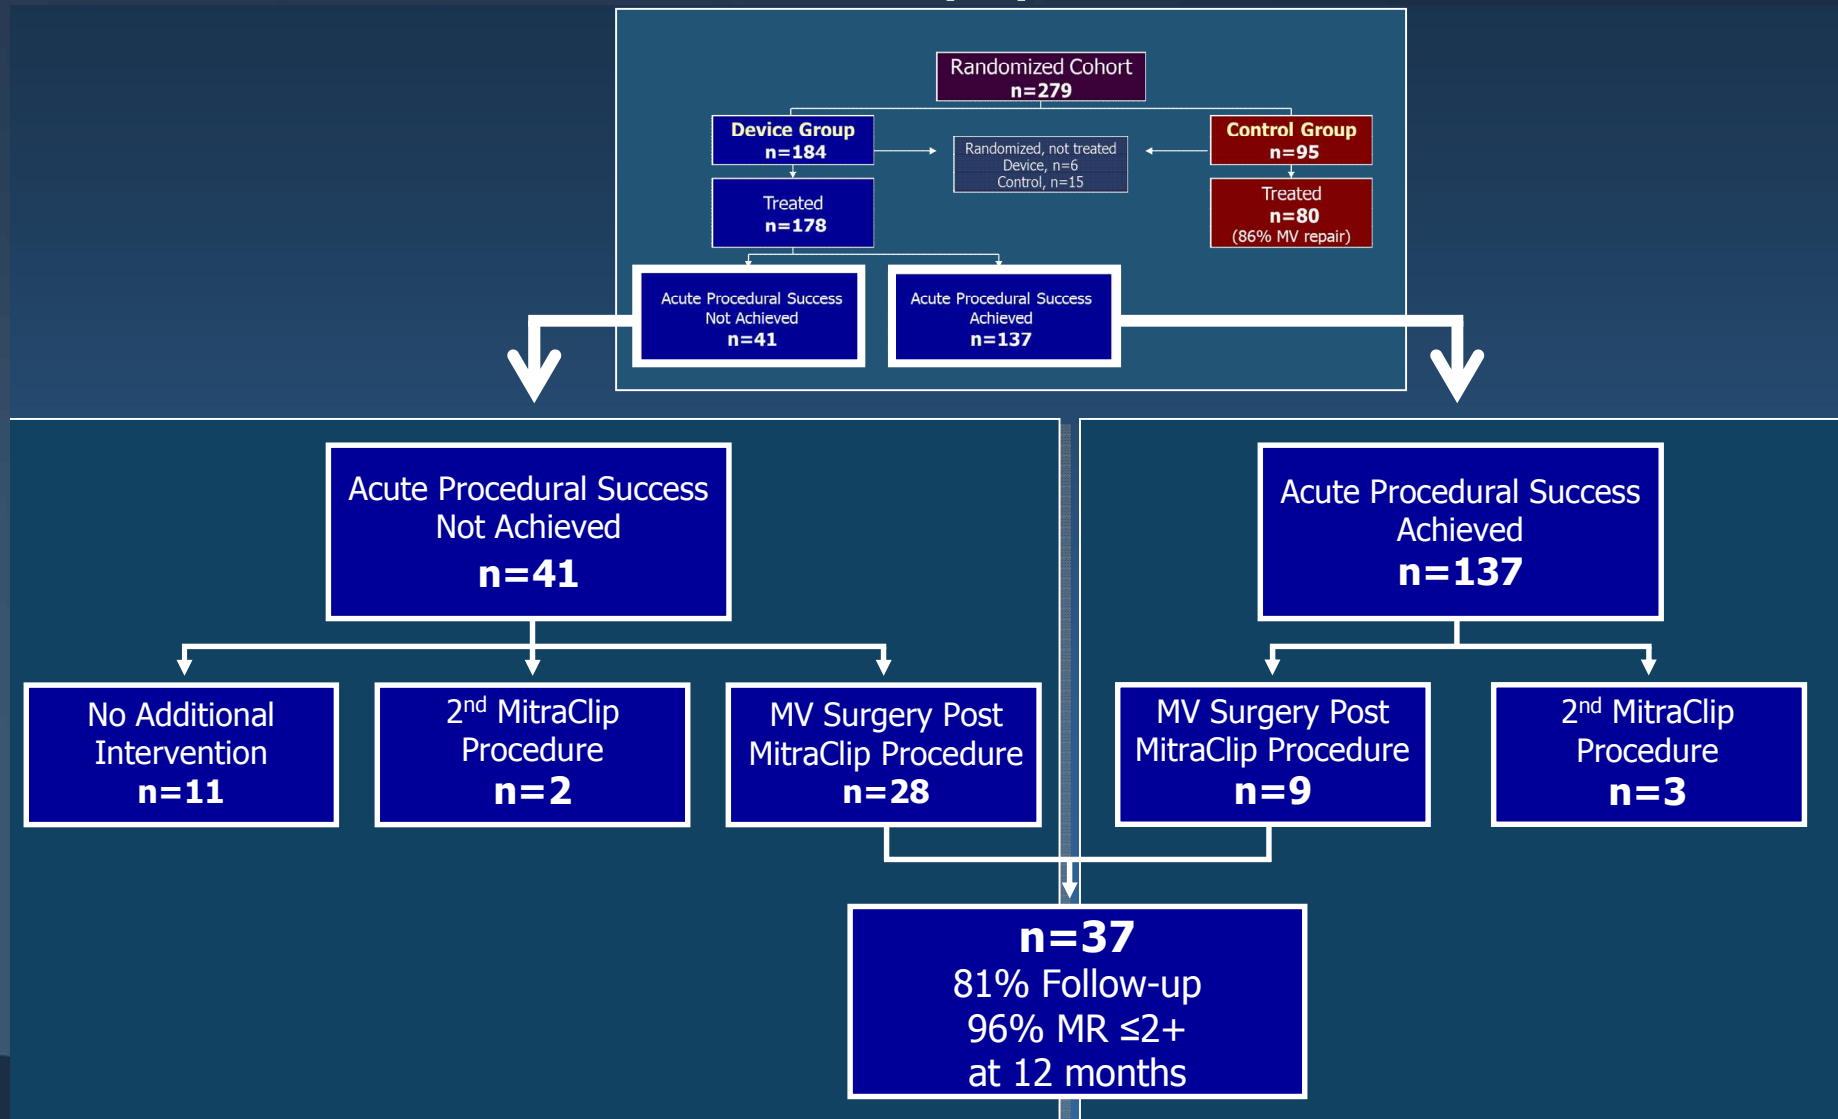 Randomized Cohort
n=279
Device Group
n=184
Randomized, not treated
Device, n=6
Control, n=15
Control Group
n=95
Treated
n=178
Treated
n=80
(86% MV repair)
Acute Procedural Success
Not Achieved
n=41
Acute Procedural Success
Achieved
n=137
Acute Procedural Success
Not Achieved
n=41
Acute Procedural Success
Achieved
n=137
No Additional
Intervention
n=11
2nd MitraClip
Procedure
n=2
MV Surgery Post
MitraClip Procedure
n=28
MV Surgery Post
MitraClip Procedure
n=9
2nd MitraClip
Procedure
n=3
n=37
81% Follow-up
96% MR ≤2+
at 12 months